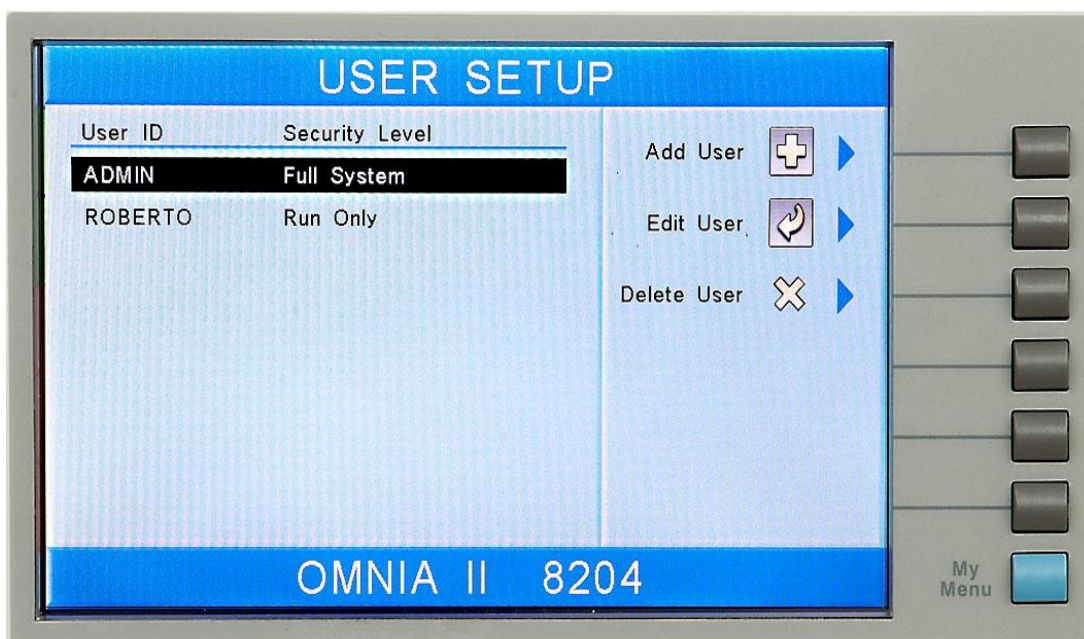 USER SETUP
User ID Security Level
ADMIN Full System
ROBERTO Run Only
Add User
Edit User
Delete User
OMNIA II 8204
My
Menu